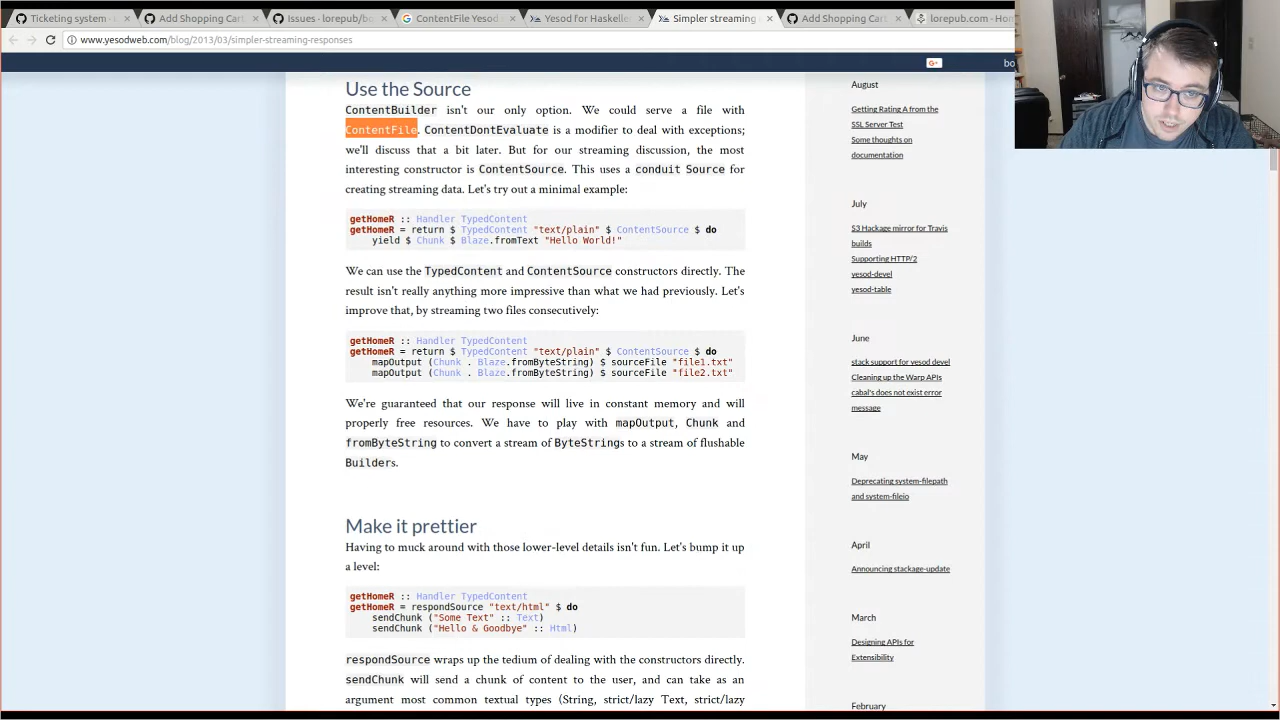 Ticketing system ·
Add Shopping Cart
Issues · lorepub/bo
ContentFile Yesod
Yesod for Haskeller
Simpler streaming
Add Shopping Cart
lorepub.com - Ho
www.yesodweb.com/blog/2013/03/simpler-streaming-responses
G+
bo
Use the Source
ContentBuilder isn't our only option. We could serve a file with
ContentFile. ContentDontEvaluate is a modifier to deal with exceptions;
we'll discuss that a bit later. But for our streaming discussion, the most
interesting constructor is ContentSource. This uses a conduit Source for
creating streaming data. Let's try out a minimal example:
getHomeR :: Handler TypedContent
getHomeR = return $ TypedContent "text/plain" $ ContentSource $ do
yield $ Chunk $ Blaze.fromText "Hello World!"
We can use the TypedContent and ContentSource constructors directly. The
result isn't really anything more impressive than what we had previously. Let's
improve that, by streaming two files consecutively:
getHomeR :: Handler TypedContent
getHomeR = return $ TypedContent "text/plain" $ ContentSource $ do
mapOutput (Chunk . Blaze.fromByteString) $ sourceFile "file1.txt"
mapOutput (Chunk . Blaze.fromByteString) $ sourceFile "file2.txt"
We're guaranteed that our response will live in constant memory and will
properly free resources. We have to play with mapOutput, Chunk and
fromByteString to convert a stream of ByteStrings to a stream of flushable
Builders.
Make it prettier
Having to muck around with those lower-level details isn't fun. Let's bump it up
a level:
getHomeR :: Handler TypedContent
getHomeR = respondSource "text/html" $ do
sendChunk ("Some Text" :: Text)
sendChunk ("Hello & Goodbye" :: Html)
respondSource wraps up the tedium of dealing with the constructors directly.
sendChunk will send a chunk of content to the user, and can take as an
argument most common textual types (String, strict/lazy Text, strict/lazy
August
Getting Rating A from the
SSL Server Test
Some thoughts on
documentation
July
S3 Hackage mirror for Travis
builds
Supporting HTTP/2
yesod-devel
yesod-table
June
stack support for yesod devel
Cleaning up the Warp APIs
cabal's does not exist error
message
May
Deprecating system-filepath
and system-fileio
April
Announcing stackage-update
March
Designing APIs for
Extensibility
February